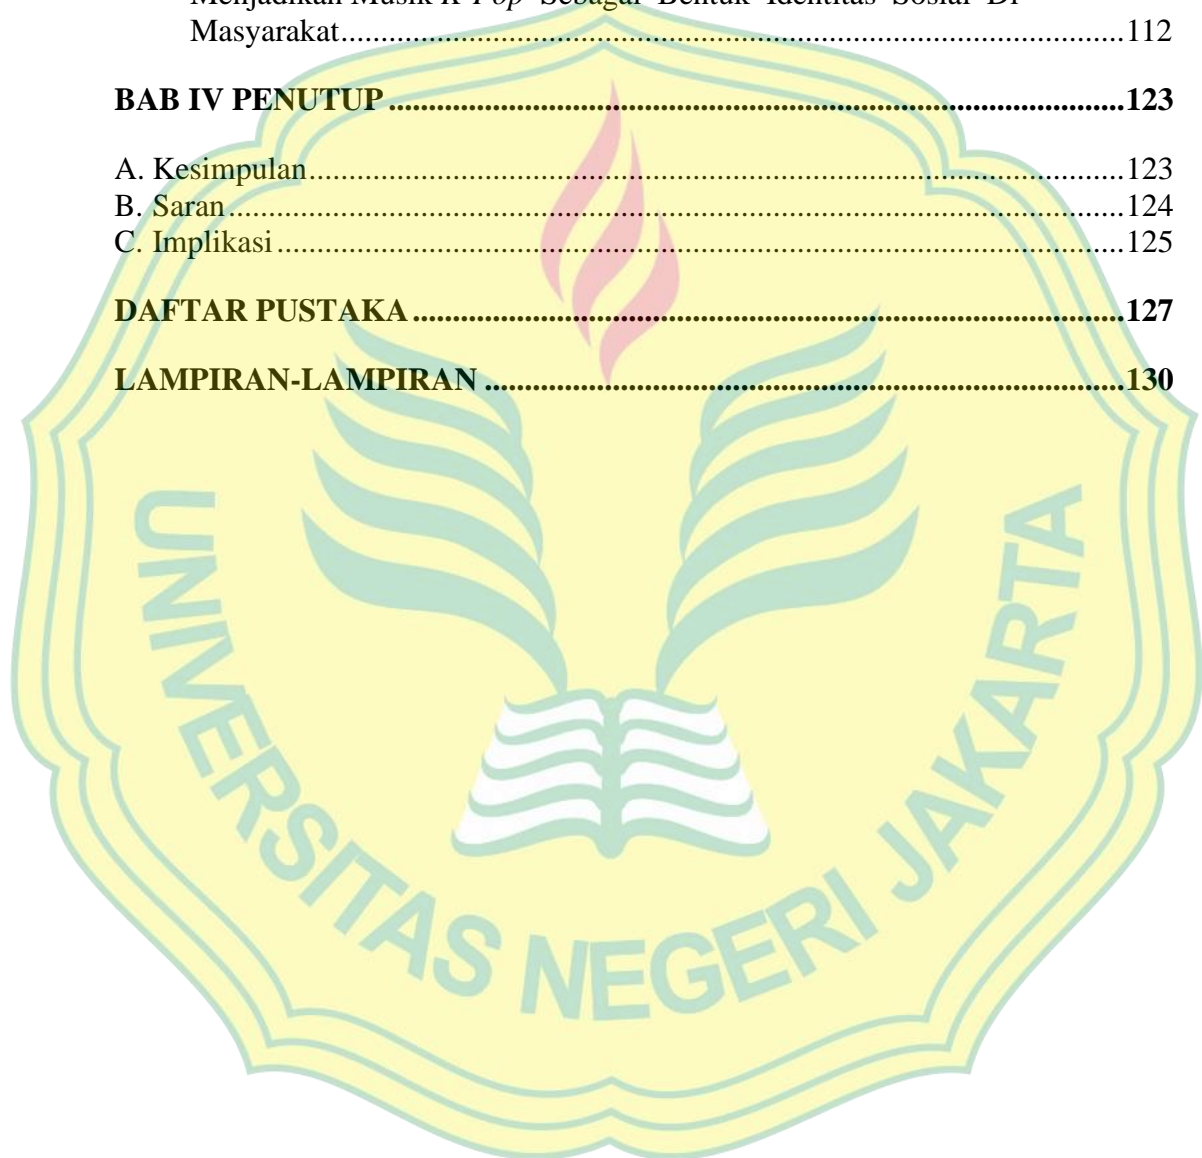 Menjadikan Musik K-Pop Sebagai Bentuk Identitas Sosial Di
Masyarakat....................................................................................................112
BAB IV PENUTUP ............................................................................................123
A. Kesimpulan........................................................................................................123
B. Saran..................................................................................................................124
C. Implikasi............................................................................................................125
DAFTAR PUSTAKA .........................................................................................127
LAMPIRAN-LAMPIRAN ................................................................................130
UNIVERSITAS NEGERI JAKARTA